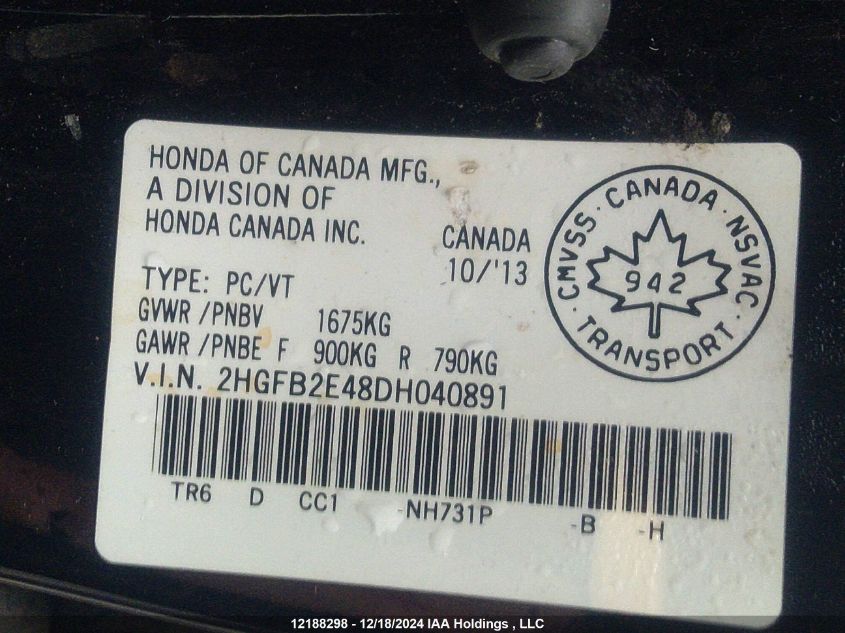 HONDA OF CANADA MFG.,
A DIVISION OF
HONDA CANADA INC.
CANADA
10/'13
TYPE: PC/VT
GVWR /PNBV 1675KG
GAWR /PNBE F 900KG R 790KG
V.I.N. 2HGFB2E48DH040891
TR6 D CC1 -NH731P -B -H
CMVSS · CANADA · NSVAC · TRANSPORT ·
942
12188298 - 12/18/2024 IAA Holdings , LLC